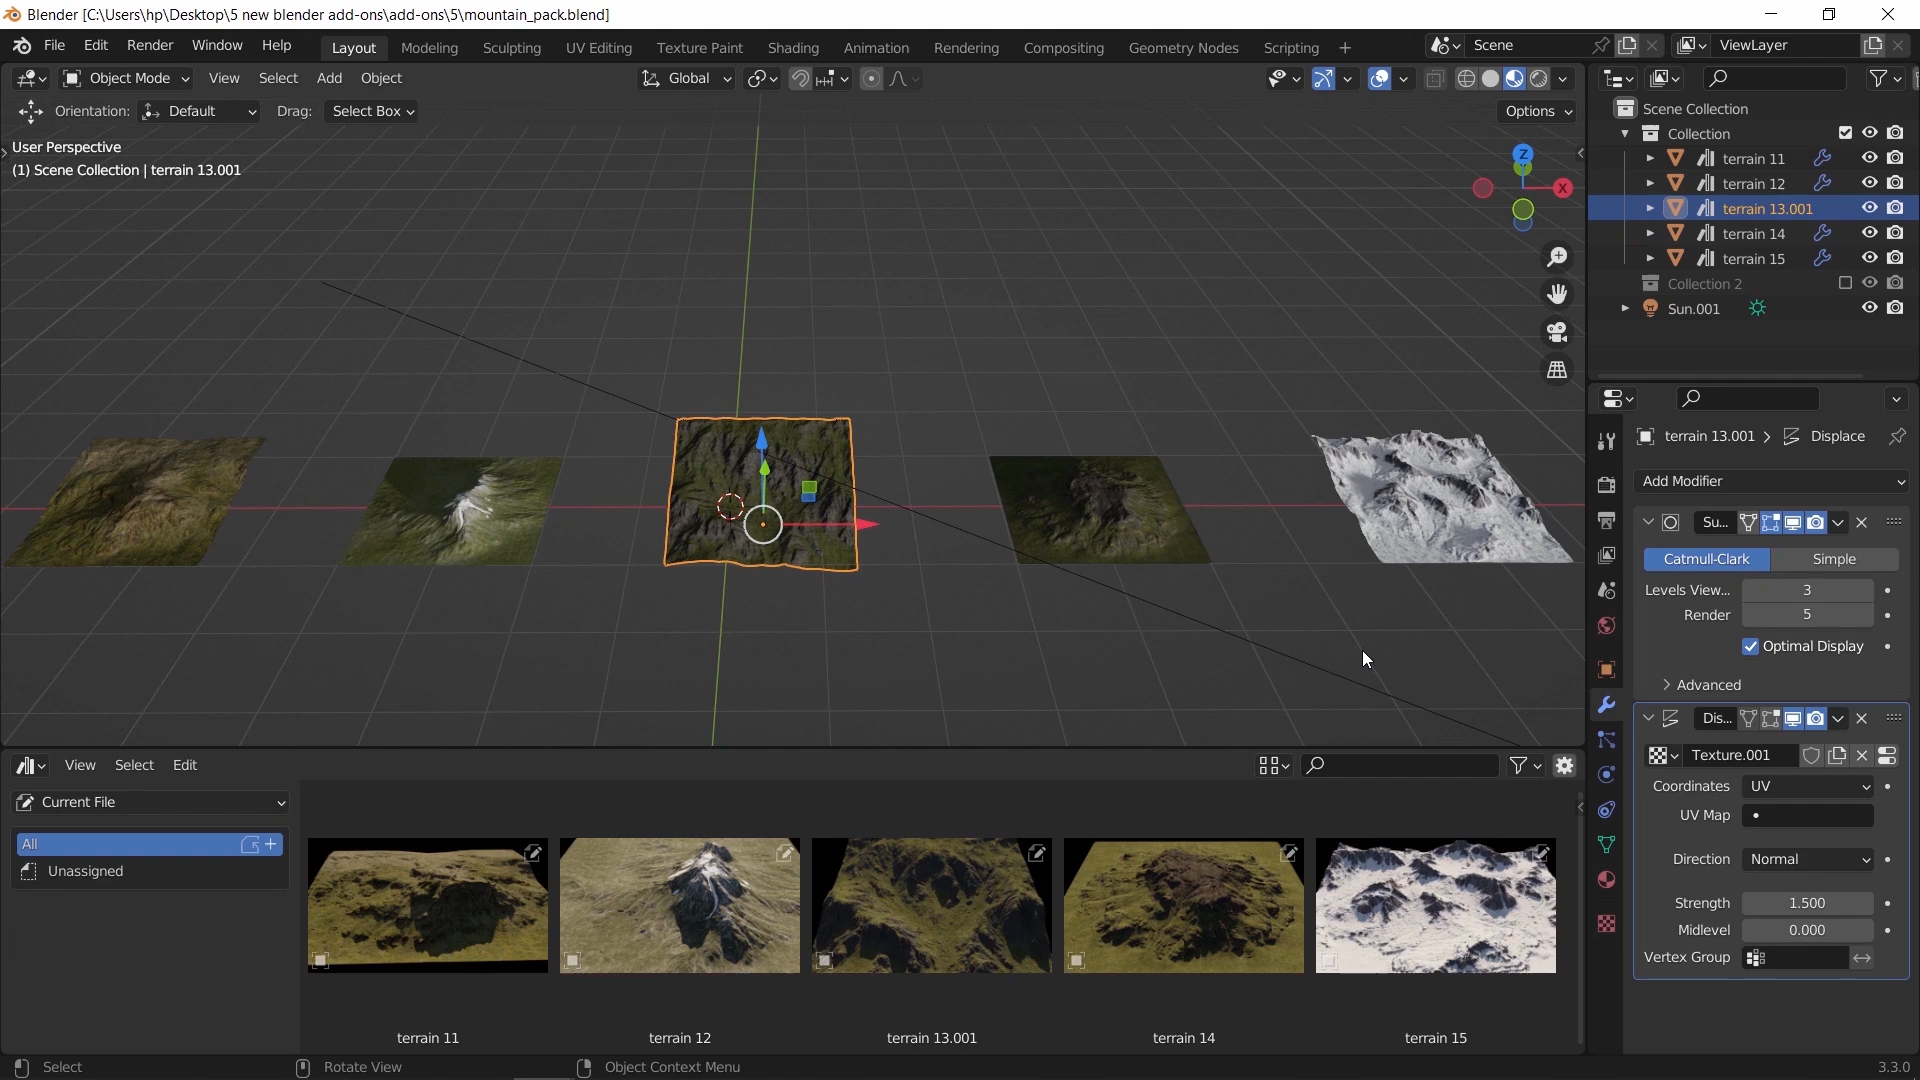 Blender [C:\Users\hp\Desktop\5 new blender add-ons\add-ons\5\mountain_pack.blend]
File Edit Render Window Help Layout Modeling Sculpting UV Editing Texture Paint Shading Animation Rendering Compositing Geometry Nodes Scripting + Scene ViewLayer
Object Mode View Select Add Object Global
Orientation: Default Drag: Select Box Options
User Perspective
(1) Scene Collection | terrain 13.001
Z
X
Scene Collection
Collection
terrain 11
terrain 12
terrain 13.001
terrain 14
terrain 15
Collection 2
Sun.001
terrain 13.001 > Displace
Add Modifier
Su...
Catmull-Clark Simple
Levels View... 3
Render 5
Optimal Display
Advanced
Dis...
Texture.001
Coordinates UV
UV Map
Direction Normal
Strength 1.500
Midlevel 0.000
Vertex Group
View Select Edit
Current File
All
Unassigned
terrain 11 terrain 12 terrain 13.001 terrain 14 terrain 15
Select Rotate View Object Context Menu 3.3.0